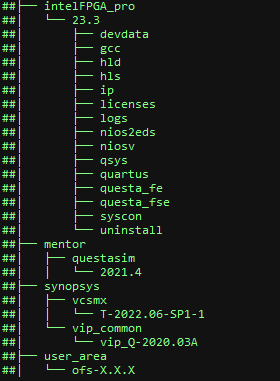 ##├── intelFPGA_pro
##│   └── 23.3
##│       ├── devdata
##│       ├── gcc
##│       ├── hld
##│       ├── hls
##│       ├── ip
##│       ├── licenses
##│       ├── logs
##│       ├── nios2eds
##│       ├── niosv
##│       ├── qsys
##│       ├── quartus
##│       ├── questa_fe
##│       ├── questa_fse
##│       ├── syscon
##│       └── uninstall
##├── mentor
##│   ├── questasim
##│   │   └── 2021.4
##├── synopsys
##│   ├── vcsmx
##│   │   └── T-2022.06-SP1-1
##│   └── vip_common
##│       └── vip_Q-2020.03A
##├── user_area
##│   └── ofs-X.X.X